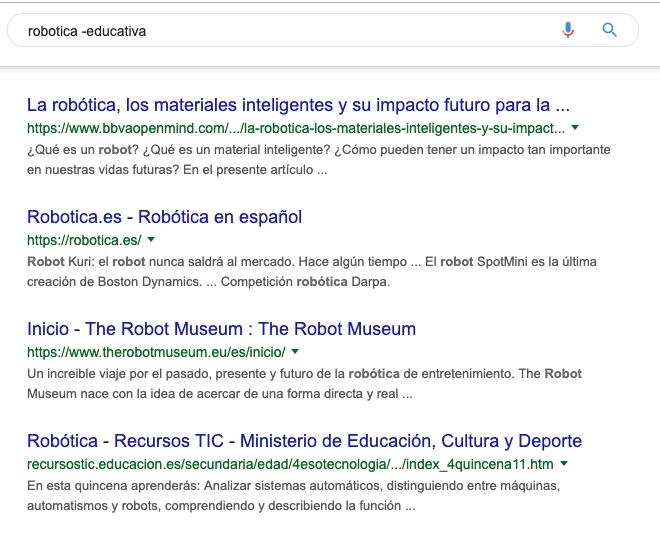 robotica -educativa
La robótica, los materiales inteligentes y su impacto futuro para la ...
https://www.bbvaopenmind.com/.../la-robotica-los-materiales-inteligentes-y-su-impact...
¿Qué es un robot? ¿Qué es un material inteligente? ¿Cómo pueden tener un impacto tan importante
en nuestras vidas futuras? En el presente artículo ...
Robotica.es - Robótica en español
https://robotica.es/
Robot Kuri: el robot nunca saldrá al mercado. Hace algún tiempo ... El robot SpotMini es la última
creación de Boston Dynamics. ... Competición robótica Darpa.
Inicio - The Robot Museum : The Robot Museum
https://www.therobotmuseum.eu/es/inicio/
Un increible viaje por el pasado, presente y futuro de la robótica de entretenimiento. The Robot
Museum nace con la idea de acercar de una forma directa y real ...
Robótica - Recursos TIC - Ministerio de Educación, Cultura y Deporte
recursostic.educacion.es/secundaria/edad/4esotecnologia/.../index_4quincena11.htm
En esta quincena aprenderás: Analizar sistemas automáticos, distinguiendo entre máquinas,
automatismos y robots, comprendiendo y describiendo la función ...